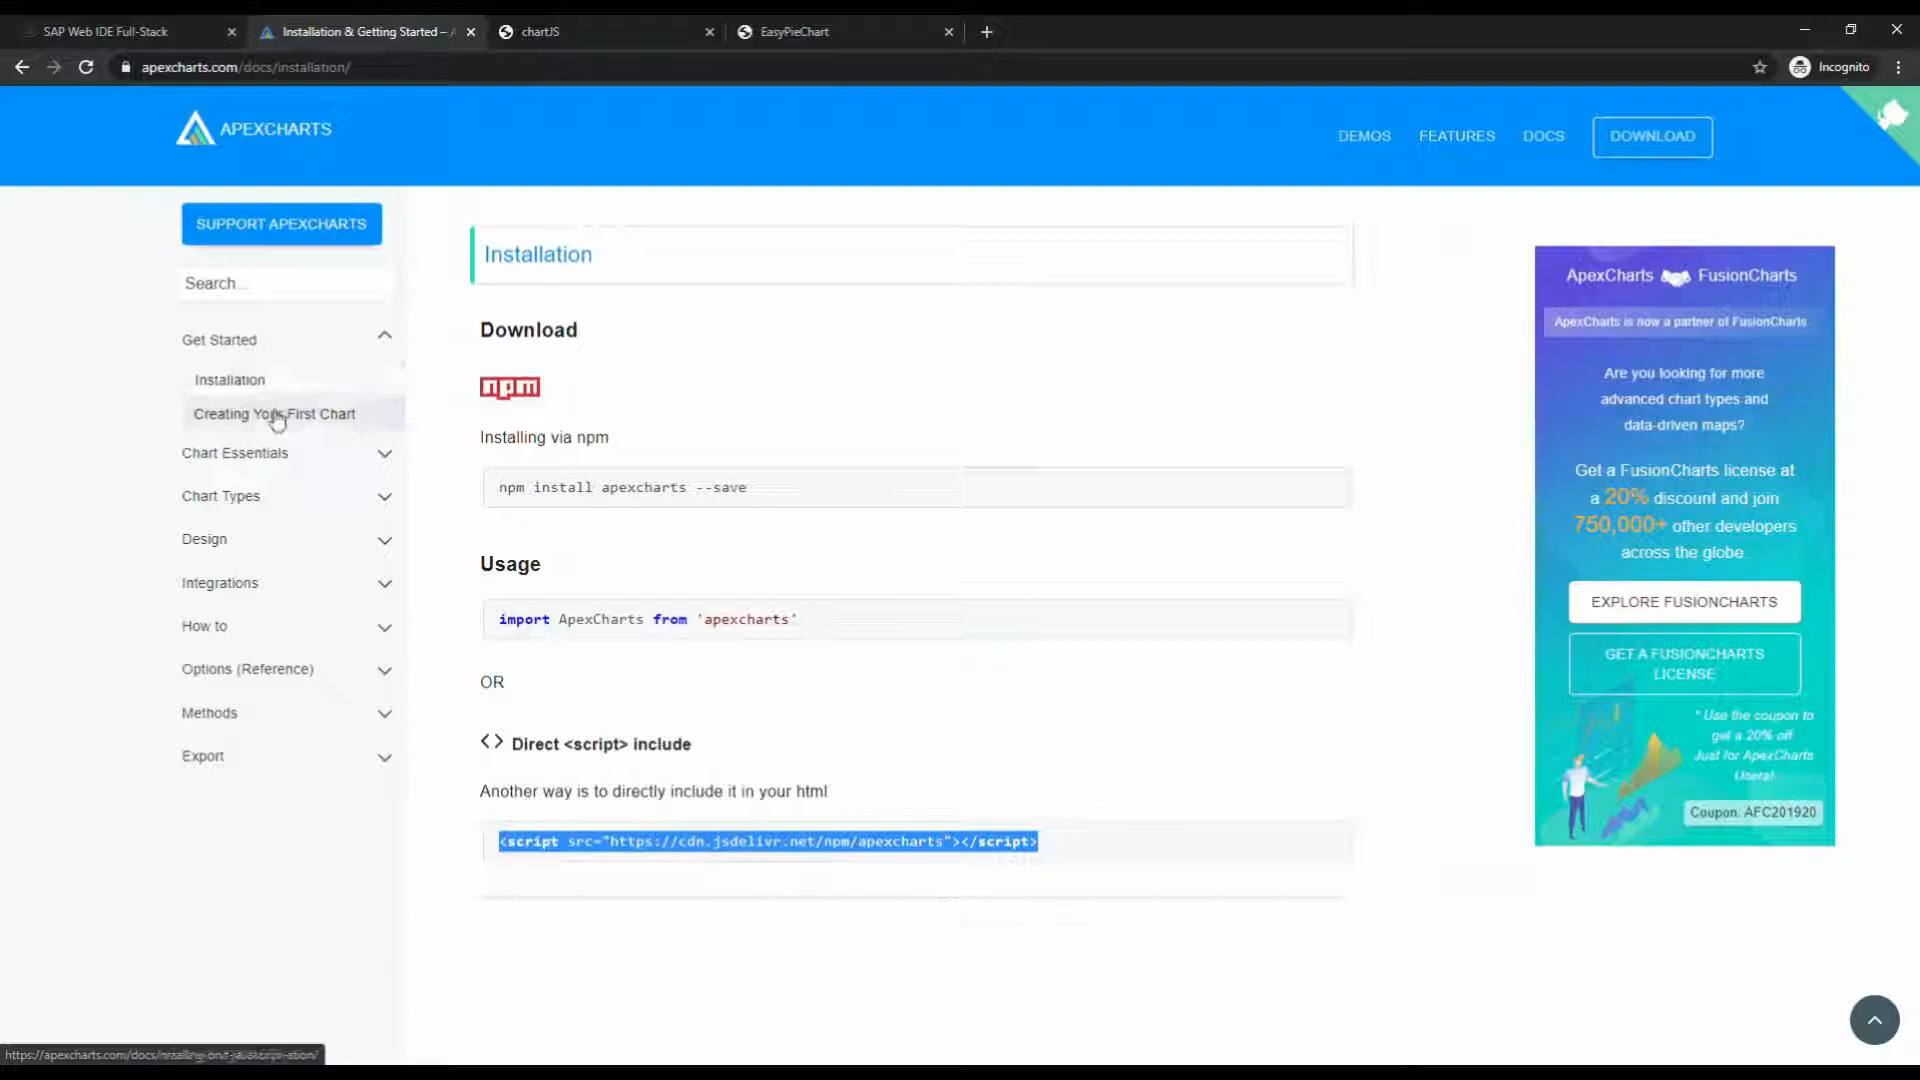 SAP Web IDE Full-Stack
Installation & Getting Started – A
chartJS
EasyPieChart
apexcharts.com/docs/installation/
Incognito
APEXCHARTS
DEMOS
FEATURES
DOCS
DOWNLOAD
SUPPORT APEXCHARTS
Search...
Get Started
Installation
Creating Your First Chart
Chart Essentials
Chart Types
Design
Integrations
How to
Options (Reference)
Methods
Export
Installation
Download
npm
Installing via npm
npm install apexcharts --save
Usage
import ApexCharts from 'apexcharts'
OR
<> Direct <script> include
Another way is to directly include it in your html
<script src="https://cdn.jsdelivr.net/npm/apexcharts"></script>
ApexCharts FusionCharts
ApexCharts is now a partner of FusionCharts
Are you looking for more
advanced chart types and
data-driven maps?
Get a FusionCharts license at
a 20% discount and join
750,000+ other developers
across the globe
EXPLORE FUSIONCHARTS
GET A FUSIONCHARTS
LICENSE
* Use the coupon to
get a 20% off
Just for ApexCharts
Users!
Coupon: AFC201920
https://apexcharts.com/docs/